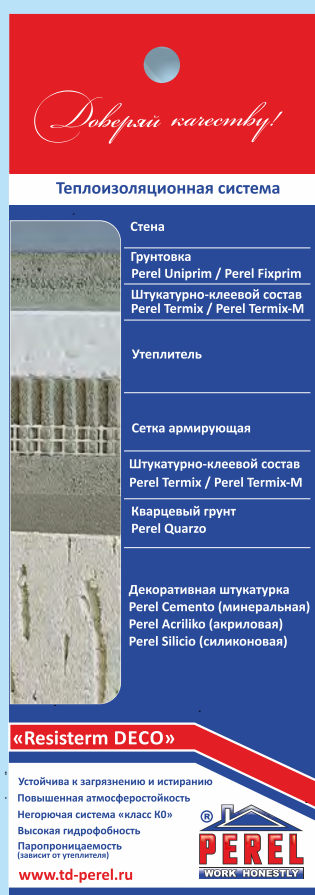 Доверяй качеству!
Теплоизоляционная система
Стена
Грунтовка
Perel Uniprim / Perel Fixprim
Штукатурно-клеевой состав
Perel Termix / Perel Termix-M
Утеплитель
Сетка армирующая
Штукатурно-клеевой состав
Perel Termix / Perel Termix-M
Кварцевый грунт
Perel Quarzo
Декоративная штукатурка
Perel Cemento (минеральная)
Perel Acriliko (акриловая)
Perel Silicio (силиконовая)
«Resisterm DECO»
Устойчива к загрязнению и истиранию
Повышенная атмосферостойкость
Негорючая система «класс К0»
Высокая гидрофобность
Паропроницаемость
(зависит от утеплителя)
www.td-perel.ru
®
PEREL
WORK HONESTLY